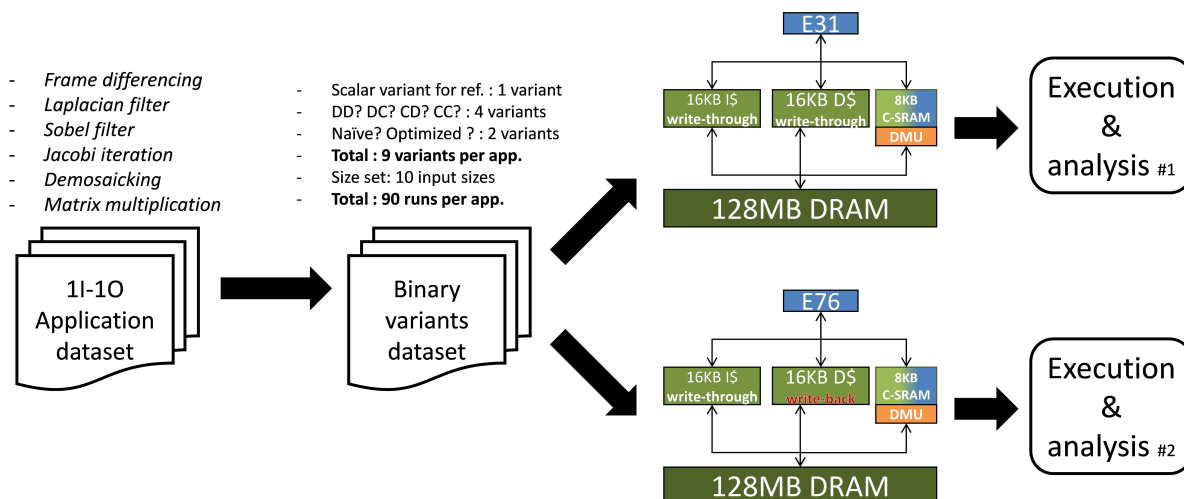 - Frame differencing
- Laplacian filter
- Sobel filter
- Jacobi iteration
- Demosaicking
- Matrix multiplication
1I-1O
Application
dataset
- Scalar variant for ref. : 1 variant
- DD? DC? CD? CC? : 4 variants
- Naïve? Optimized ? : 2 variants
- Total : 9 variants per app.
- Size set: 10 input sizes
- Total : 90 runs per app.
Binary
variants
dataset
E31
16KB I$
write-through
16KB D$
write-through
8KB
C-SRAM
DMU
128MB DRAM
Execution
&
analysis #1
E76
16KB I$
write-through
16KB D$
write-back
8KB
C-SRAM
DMU
128MB DRAM
Execution
&
analysis #2